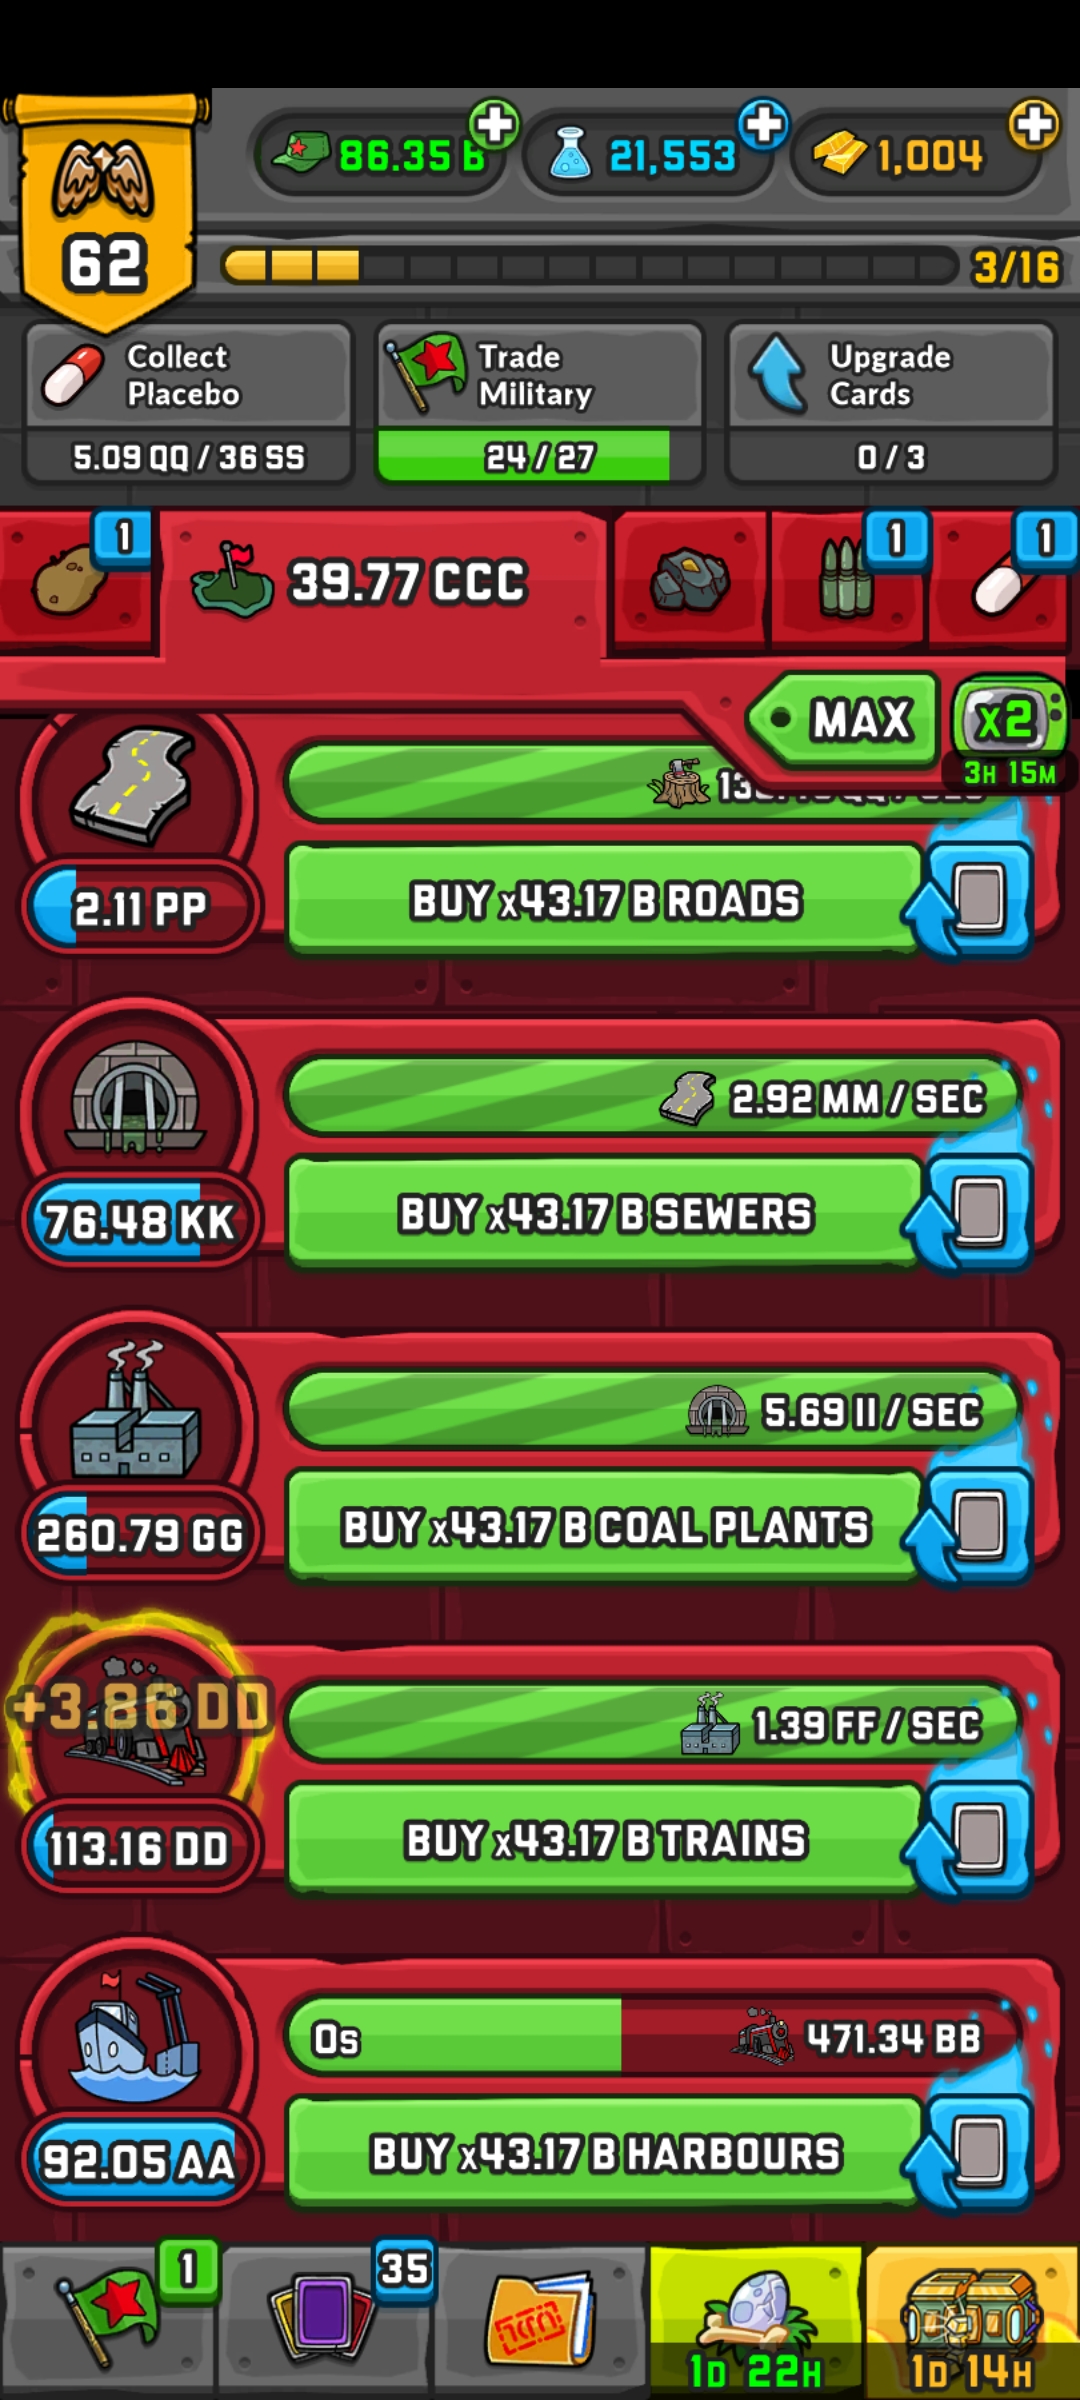 86.35 B
21,553
1,004
62
3/16
Collect
Placebo
5.09 QQ / 36 SS
Trade
Military
24 / 27
Upgrade
Cards
0 / 3
1
39.77 CCC
1
1
MAX
x2
3H 15M
2.11 PP
BUY x43.17 B ROADS
2.92 MM / SEC
76.48 KK
BUY x43.17 B SEWERS
5.69 II / SEC
260.79 GG
BUY x43.17 B COAL PLANTS
+3.86 DD
1.39 FF / SEC
113.16 DD
BUY x43.17 B TRAINS
0s
471.34 BB
92.05 AA
BUY x43.17 B HARBOURS
1
35
1D 22H
1D 14H